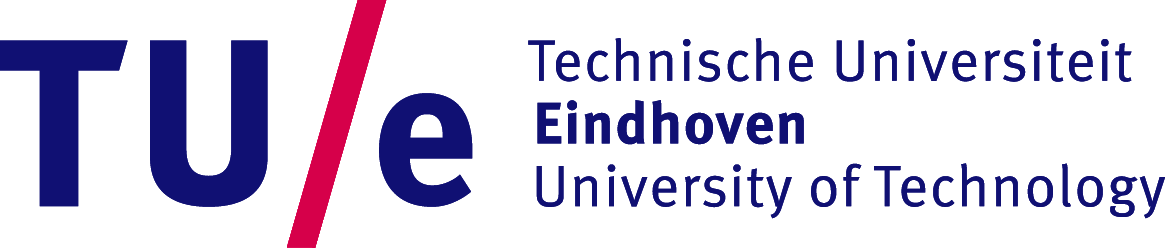 TU/e
Technische Universiteit
Eindhoven
University of Technology